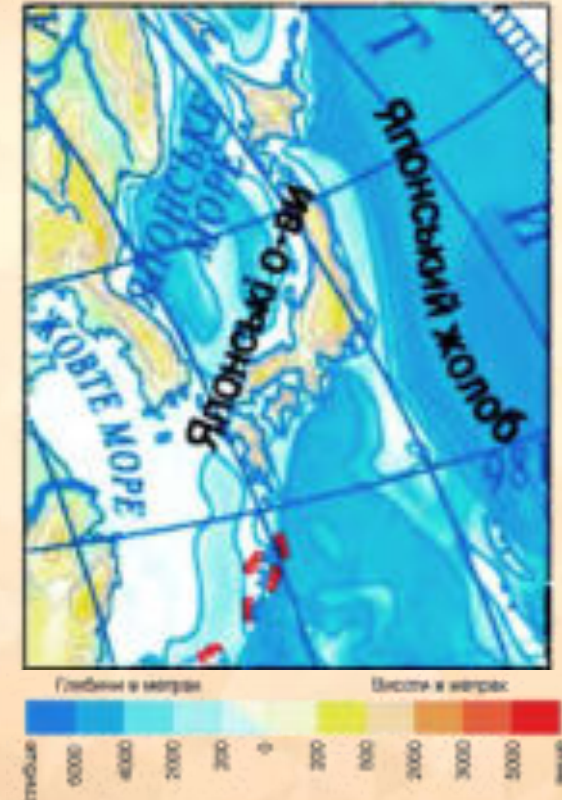 Т
И
ЯПОНСЬКЕ
МОРЕ
Японські о-ви
Японський жолоб
ЖОВТЕ МОРЕ
Глибини в метрах
Висоти в метрах
6000 4000 2000 200 0 200 500 2000 3000 5000